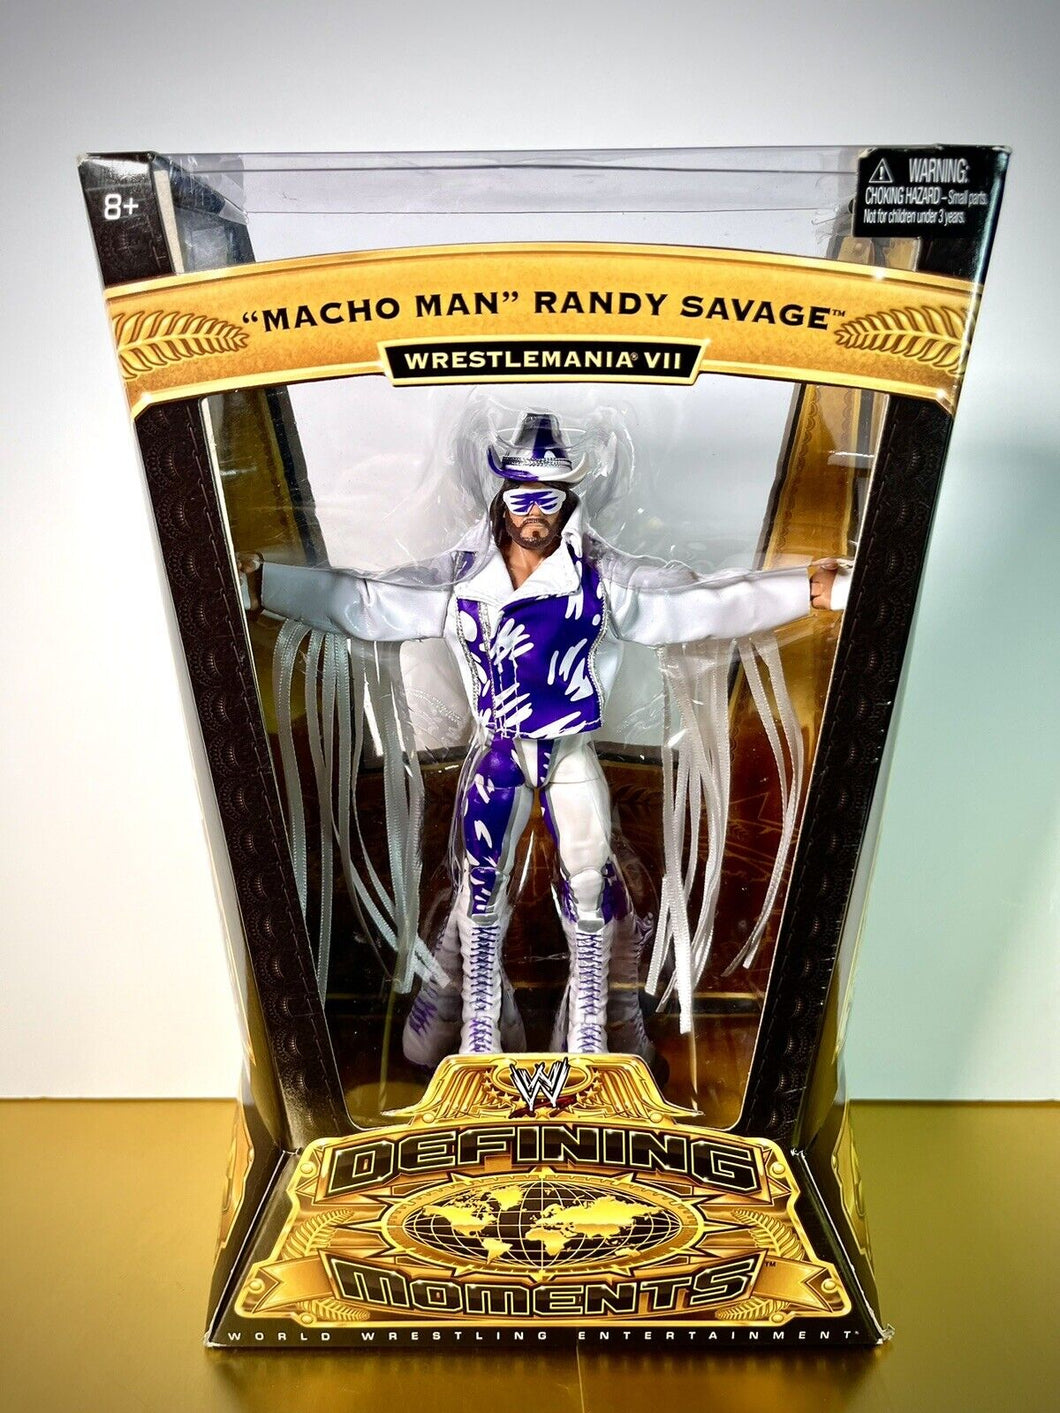 8+
WARNING:
CHOKING HAZARD – Small parts.
Not for children under 3 years.
“MACHO MAN” RANDY SAVAGE™
WRESTLEMANIA® VII
W
DEFINING
MOMENTS™
WORLD WRESTLING ENTERTAINMENT®